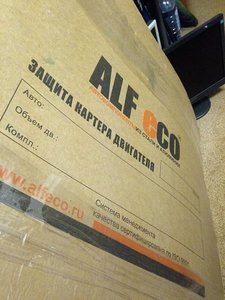 ALF eCO
ЗАЩИТА КАРТЕРА ДВИГАТЕЛЯ
Авто:
Объем дв.:
Компл.:
www.alfeco.ru
Система менеджмента
качества сертифицирована по ISO 9001